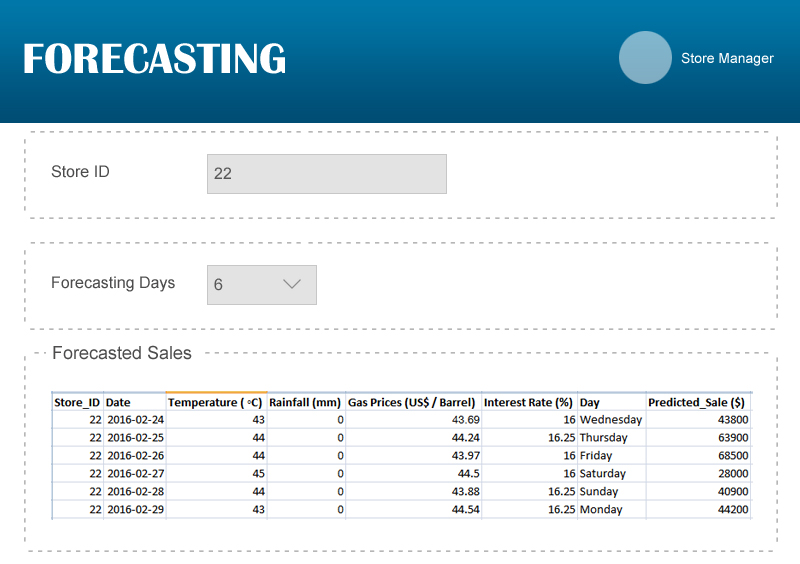 FORECASTING
Store Manager
Store ID
22
Forecasting Days
6
Forecasted Sales
Store_ID Date Temperature ( °C) Rainfall (mm) Gas Prices (US$ / Barrel) Interest Rate (%) Day Predicted_Sale ($)
22 2016-02-24 43 0 43.69 16 Wednesday 43800
22 2016-02-25 44 0 44.24 16.25 Thursday 63900
22 2016-02-26 44 0 43.97 16 Friday 68500
22 2016-02-27 45 0 44.5 16 Saturday 28000
22 2016-02-28 44 0 43.88 16.25 Sunday 40900
22 2016-02-29 43 0 44.54 16.25 Monday 44200